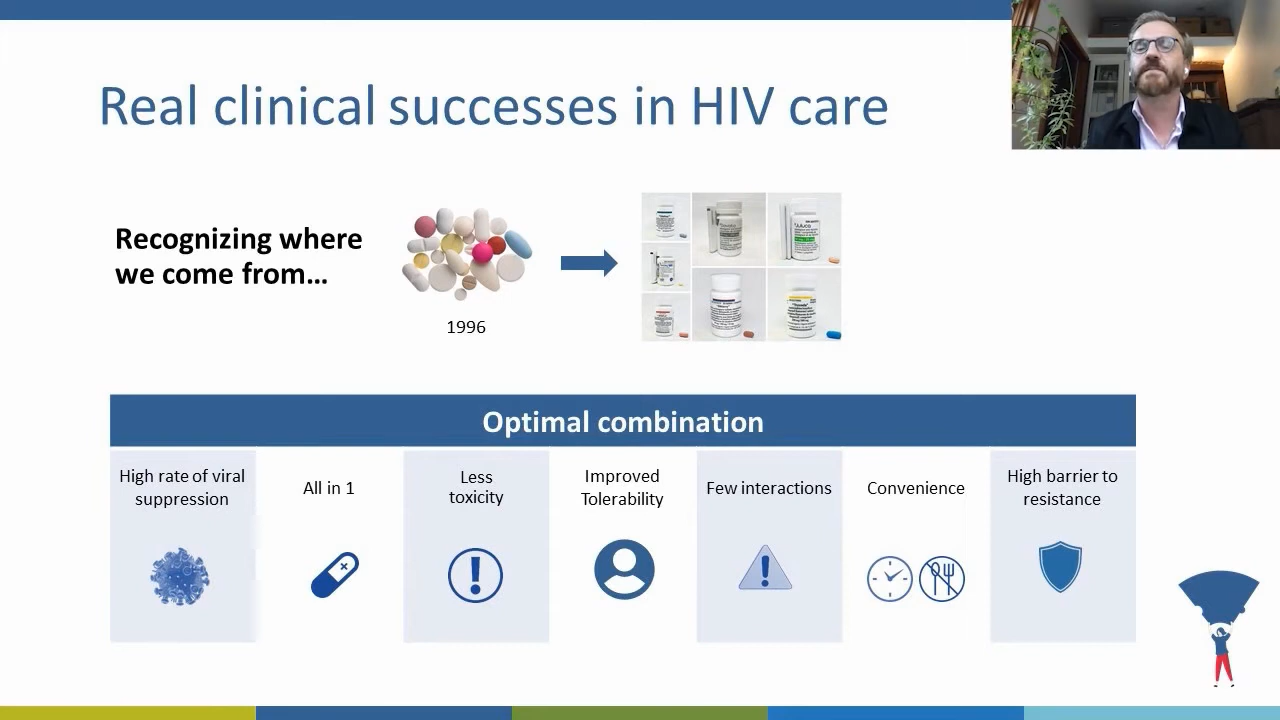 Real clinical successes in HIV care
Recognizing where
we come from…
1996
Optimal combination
High rate of viral
suppression
All in 1
Less
toxicity
Improved
Tolerability
Few interactions
Convenience
High barrier to
resistance